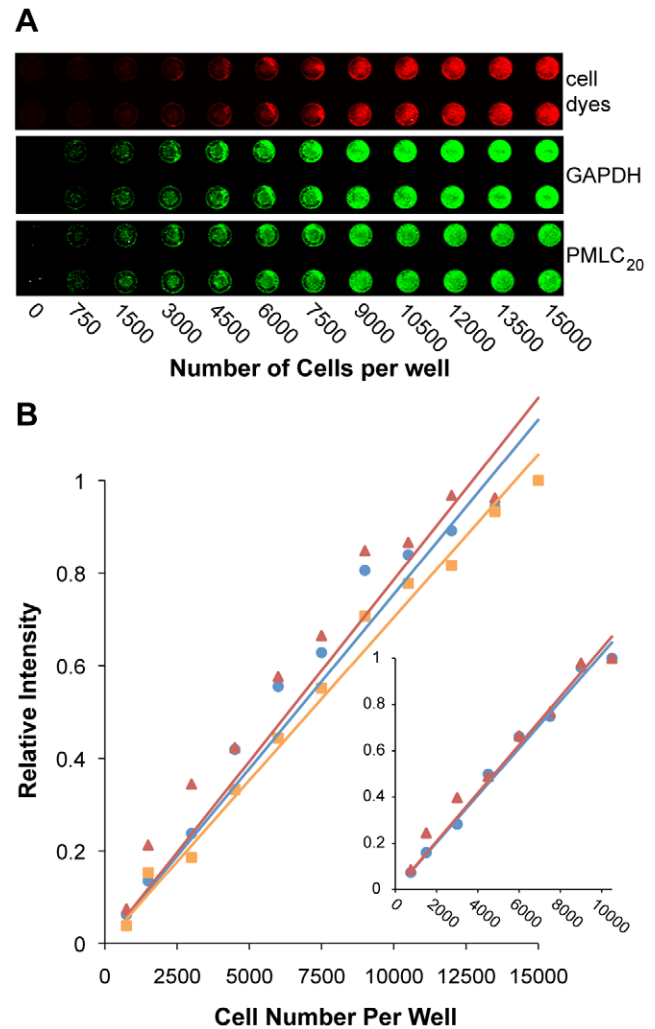 A
cell
dyes
GAPDH
PMLC20
0 750 1500 3000 4500 6000 7500 9000 10500 12000 13500 15000
Number of Cells per well
B
Relative Intensity
1
0.8
0.6
0.4
0.2
0
0 2500 5000 7500 10000 12500 15000
Cell Number Per Well
1
0.8
0.6
0.4
0.2
0
0 2000 4000 6000 8000 10000